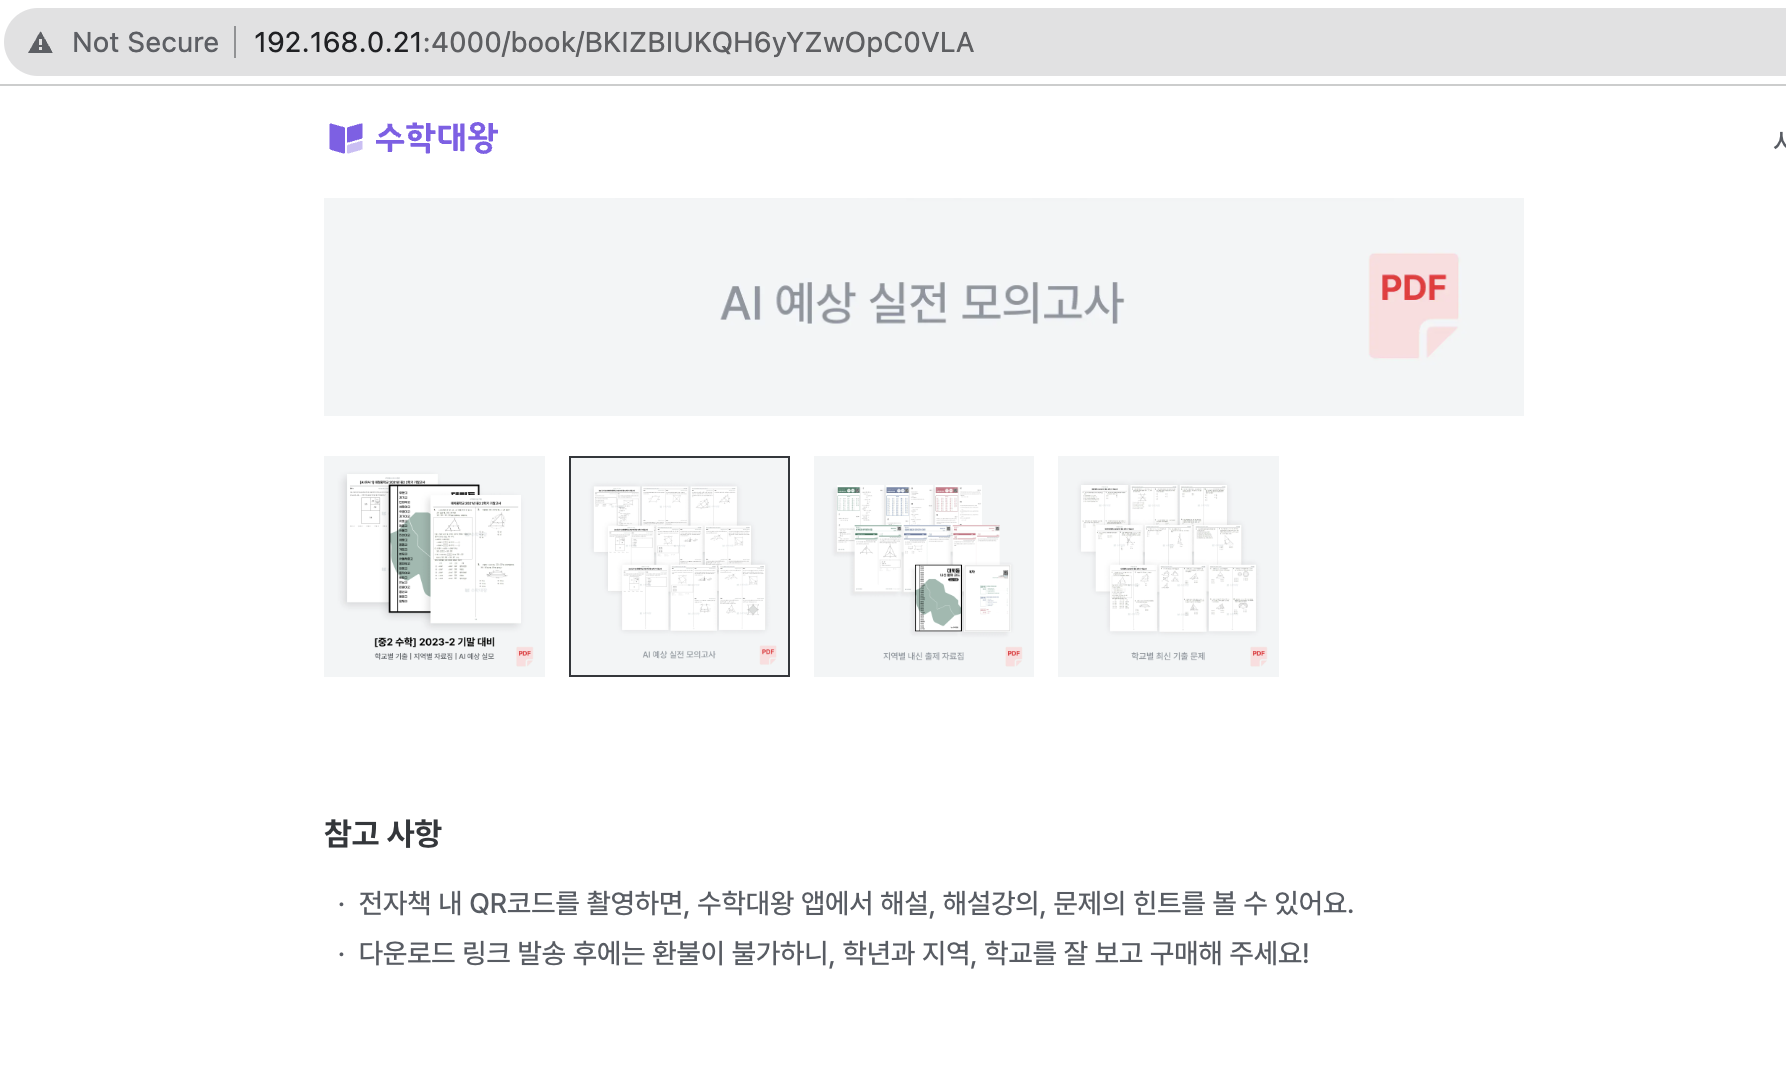 Not Secure | 192.168.0.21:4000/book/BKIZBIUKQH6yYZwOpC0VLA
수학대왕
AI 예상 실전 모의고사
PDF
[중2 수학] 2023-2 기말 대비
학교별 기출 | 지역별 자료집 | AI 예상 실모
PDF
AI 예상 실전 모의고사
PDF
지역별 내신 출제 자료집
PDF
학교별 최신 기출 문제
PDF
참고 사항
· 전자책 내 QR코드를 촬영하면, 수학대왕 앱에서 해설, 해설강의, 문제의 힌트를 볼 수 있어요.
· 다운로드 링크 발송 후에는 환불이 불가하니, 학년과 지역, 학교를 잘 보고 구매해 주세요!